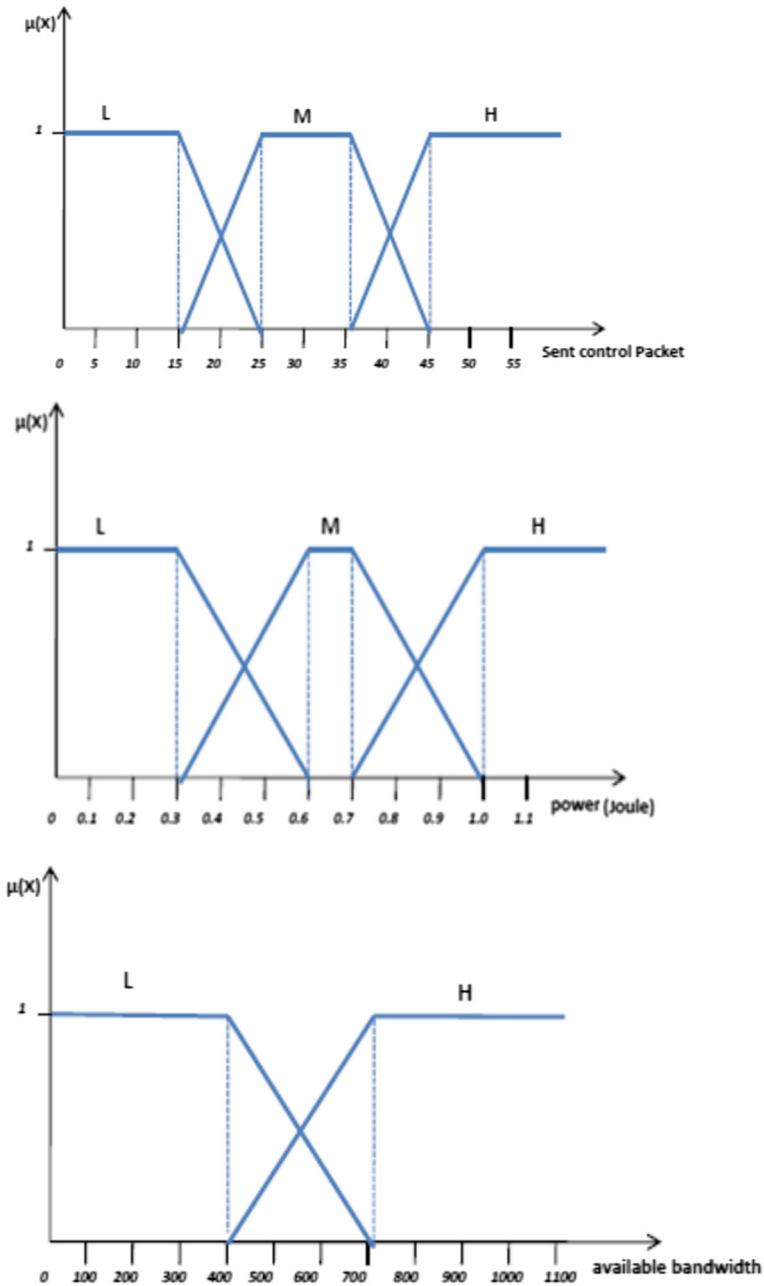 μ(X)
L M H
1
0 5 10 15 20 25 30 35 40 45 50 55 Sent control Packet
μ(X)
L M H
1
0 0.1 0.2 0.3 0.4 0.5 0.6 0.7 0.8 0.9 1.0 1.1 power (Joule)
μ(X)
L H
1
0 100 200 300 400 500 600 700 800 900 1000 1100 available bandwidth